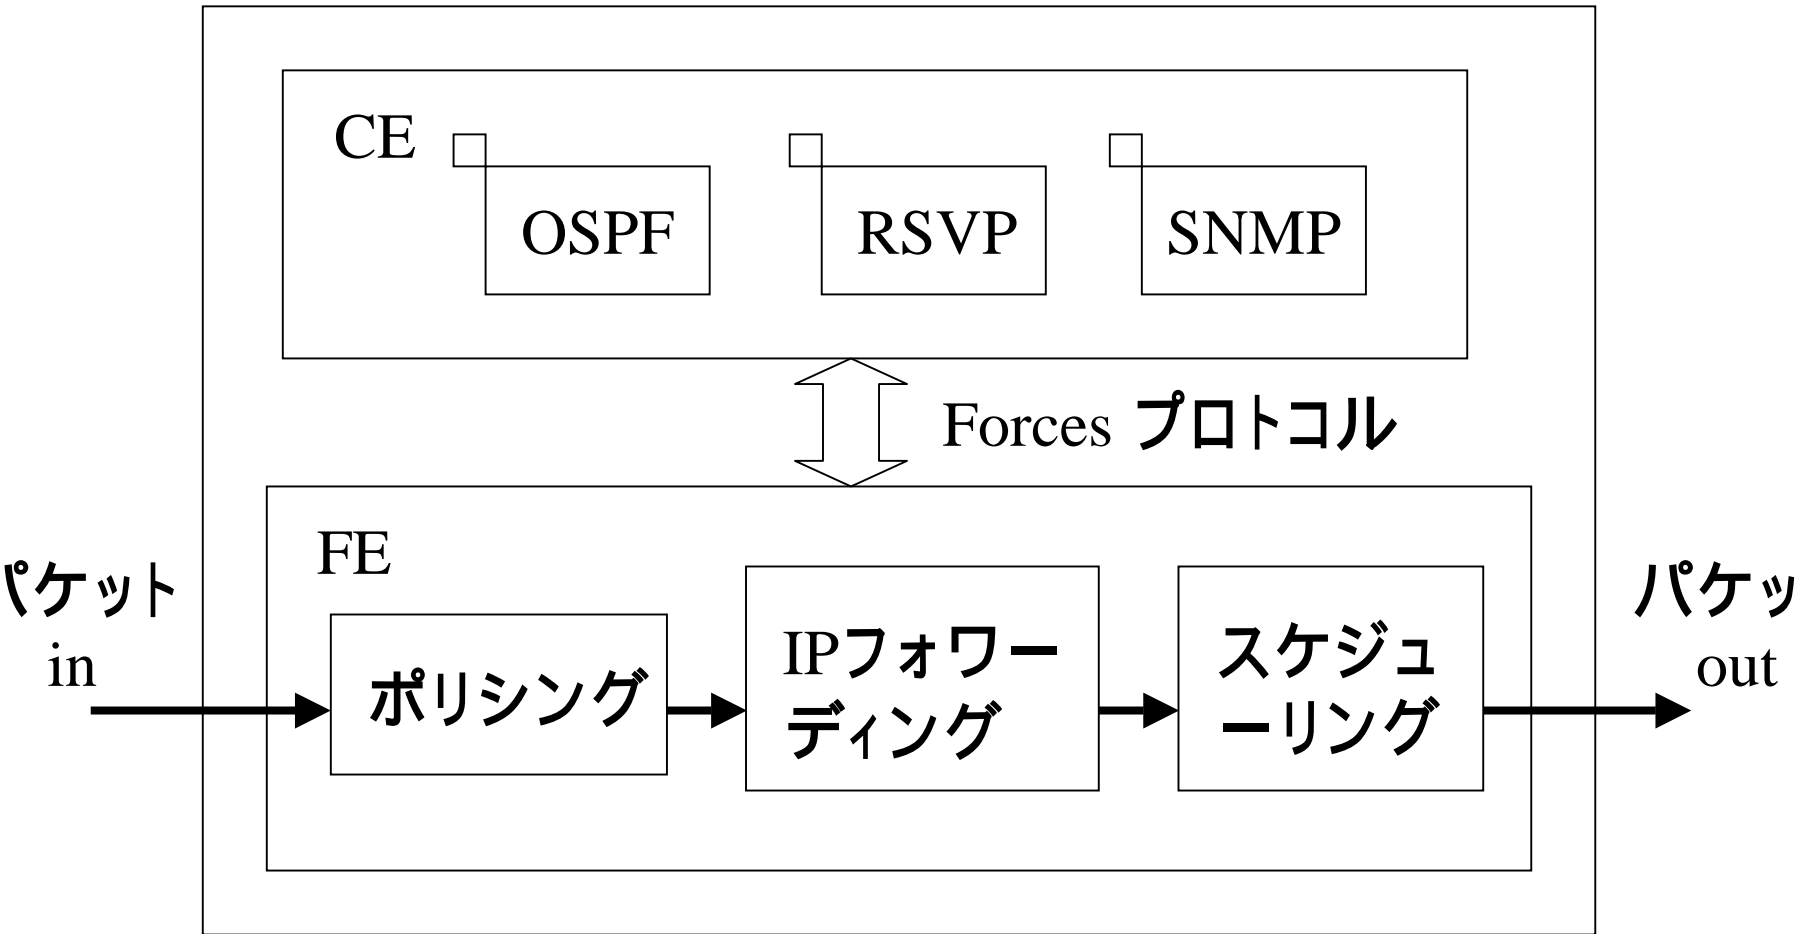 CE
OSPF
RSVP
SNMP
Forces プロトコル
FE
パケット
in
ポリシング
IPフォワー
ディング
スケジュ
ーリング
パケッ
out